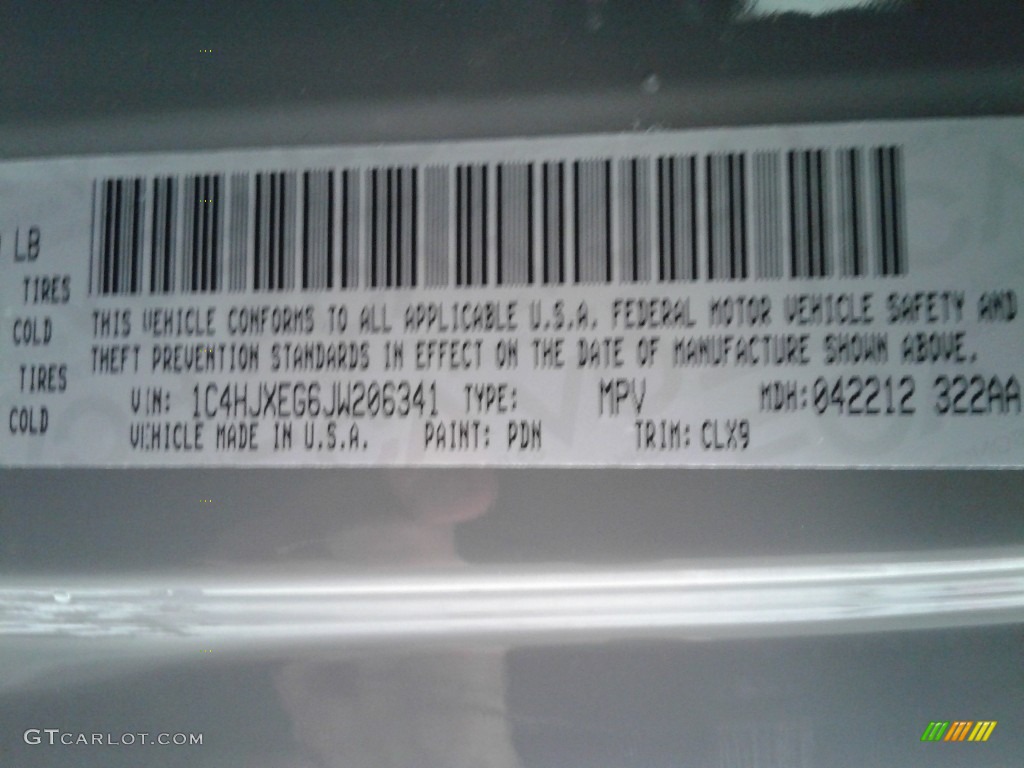 LB
TIRES
COLD
TIRES
COLD
THIS VEHICLE CONFORMS TO ALL APPLICABLE U.S.A. FEDERAL MOTOR VEHICLE SAFETY AND
THEFT PREVENTION STANDARDS IN EFFECT ON THE DATE OF MANUFACTURE SHOWN ABOVE.
VIN: 1C4HJXEG6JW206341 TYPE: MPV MDH:042212 322AA
VEHICLE MADE IN U.S.A. PAINT: PDN TRIM: CLX9
GTCARLOT.COM